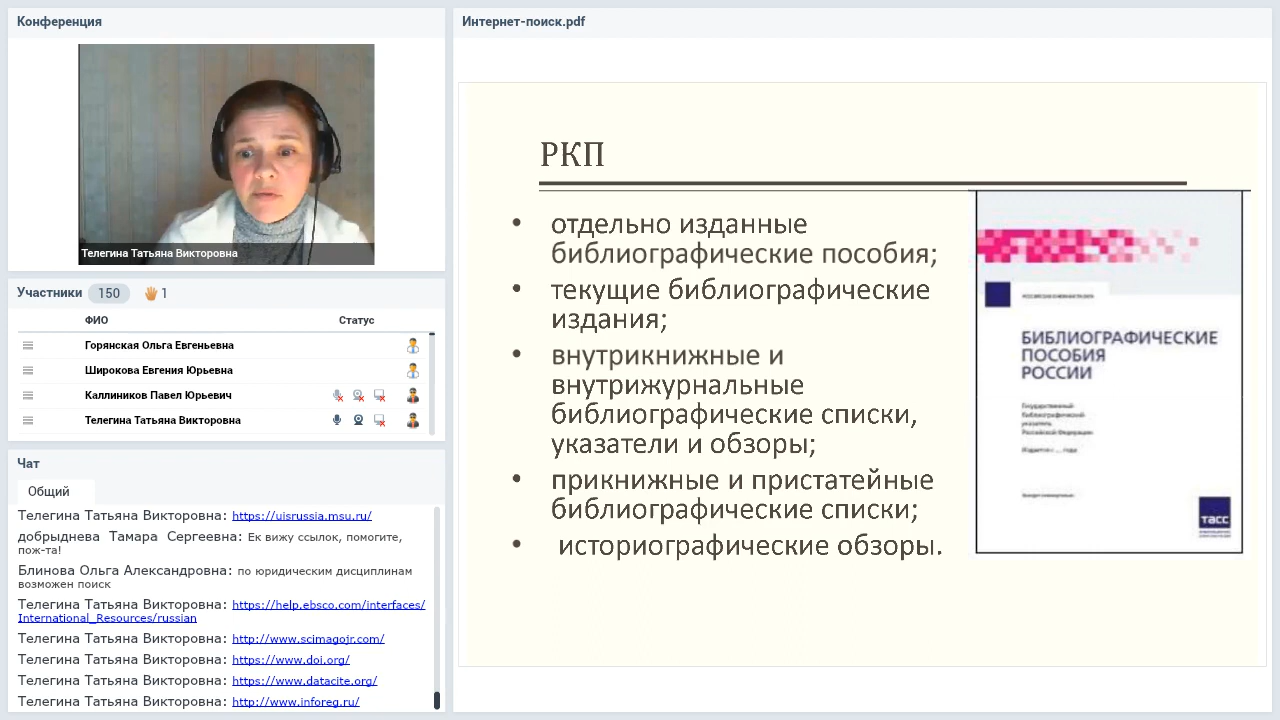 Конференция
Телегина Татьяна Викторовна
Участники 150 1
ФИО Статус
Горянская Ольга Евгеньевна
Широкова Евгения Юрьевна
Каллиников Павел Юрьевич
Телегина Татьяна Викторовна
Чат
Общий
Телегина Татьяна Викторовна: https://uisrussia.msu.ru/
добрыднева Тамара Сергеевна: Ек вижу ссылок, помогите,
пож-та!
Блинова Ольга Александровна: по юридическим дисциплинам
возможен поиск
Телегина Татьяна Викторовна: https://help.ebsco.com/interfaces/
International_Resources/russian
Телегина Татьяна Викторовна: http://www.scimagojr.com/
Телегина Татьяна Викторовна: https://www.doi.org/
Телегина Татьяна Викторовна: https://www.datacite.org/
Телегина Татьяна Викторовна: http://www.inforeg.ru/
Интернет-поиск.pdf
РКП
• отдельно изданные
библиографические пособия;
• текущие библиографические
издания;
• внутрикнижные и
внутрижурнальные
библиографические списки,
указатели и обзоры;
• прикнижные и пристатейные
библиографические списки;
• историографические обзоры.
БИБЛИОГРАФИЧЕСКИЕ
ПОСОБИЯ
РОССИИ
Государственный
библиографический
указатель
Российской Федерации
ТАСС